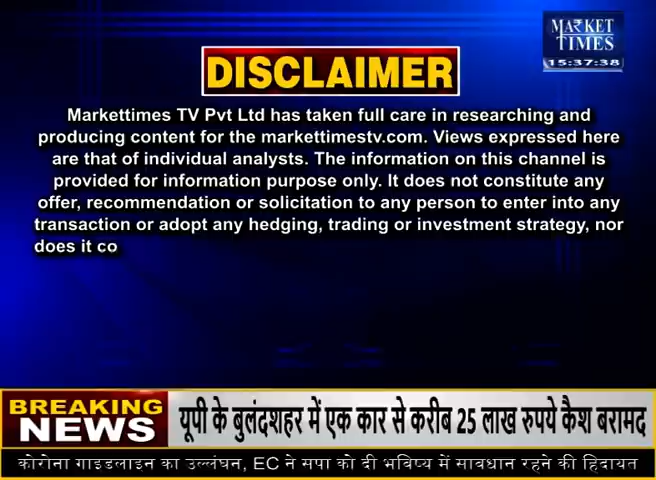 MARKET
TIMES
15:37:38
DISCLAIMER
Markettimes TV Pvt Ltd has taken full care in researching and
producing content for the markettimestv.com. Views expressed here
are that of individual analysts. The information on this channel is
provided for information purpose only. It does not constitute any
offer, recommendation or solicitation to any person to enter into any
transaction or adopt any hedging, trading or investment strategy, nor
does it co
BREAKING
NEWS
यूपी के बुलंदशहर में एक कार से करीब 25 लाख रुपये कैश बरामद
कोरोना गाइडलाइन का उल्लंघन, EC ने सपा को दी भविष्य में सावधान रहने की हिदायत